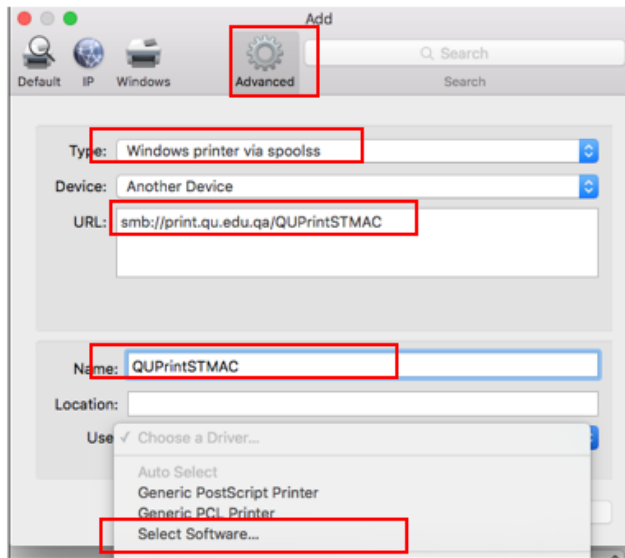 Add
Default IP Windows Advanced Search
Search
Type: Windows printer via spoolss
Device: Another Device
URL: smb://print.qu.edu.qa/QUPrintSTMAC
Name: QUPrintSTMAC
Location:
Use ✓ Choose a Driver...
Auto Select
Generic PostScript Printer
Generic PCL Printer
Select Software...